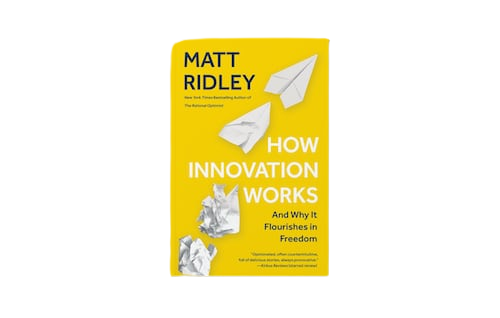 MATT
RIDLEY
New York Times Bestselling Author of
The Rational Optimist
HOW
INNOVATION
WORKS
And Why It
Flourishes in
Freedom
"Opinionated, often counterintuitive,
full of delicious stories, always provocative."
—Kirkus Reviews (starred review)